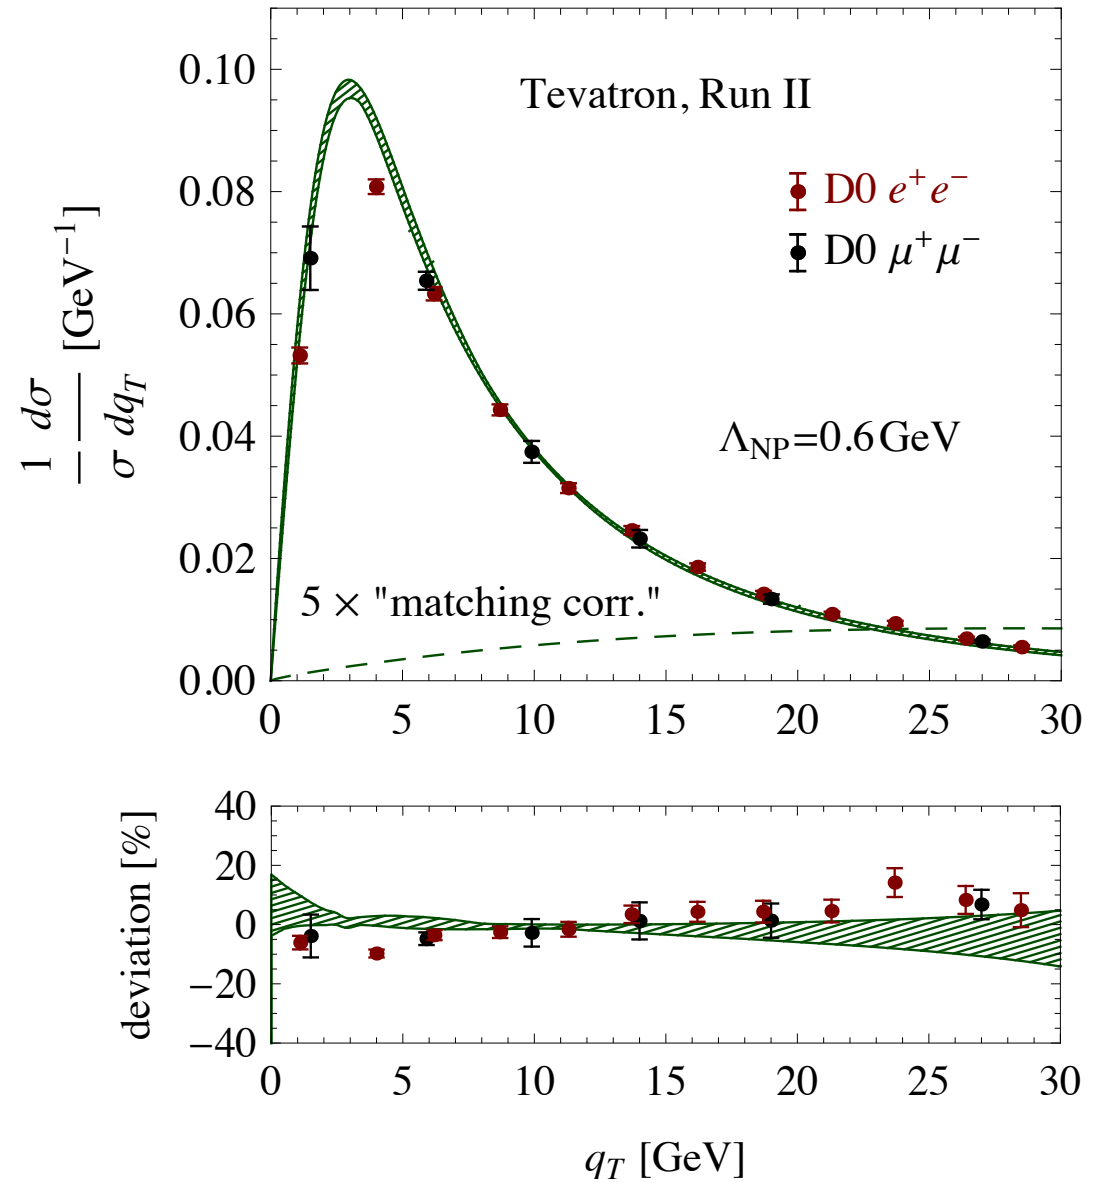 Tevatron, Run II
D0 e⁺e⁻
D0 μ⁺μ⁻
Λ_NP=0.6 GeV
5 × "matching corr."
1/σ dσ/dq_T [GeV⁻¹]
0.10
0.08
0.06
0.04
0.02
0.00
0 5 10 15 20 25 30
deviation [%]
40
20
0
−20
−40
0 5 10 15 20 25 30
q_T [GeV]